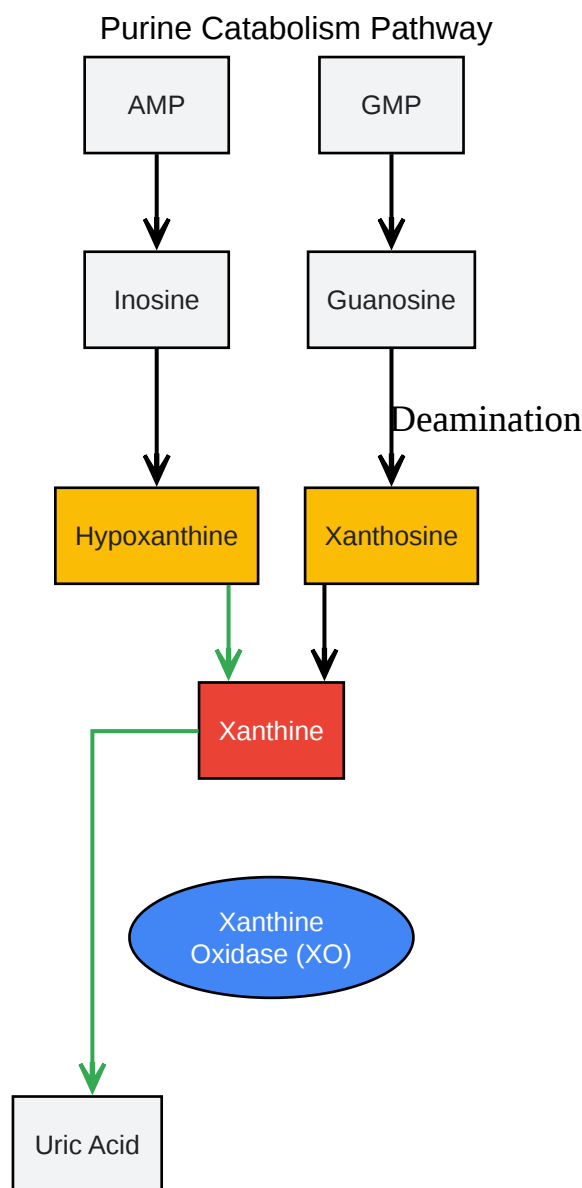 Purine Catabolism Pathway
AMP
GMP
Inosine
Guanosine
Deamination
Hypoxanthine
Xanthosine
Xanthine
Xanthine
Oxidase (XO)
Uric Acid